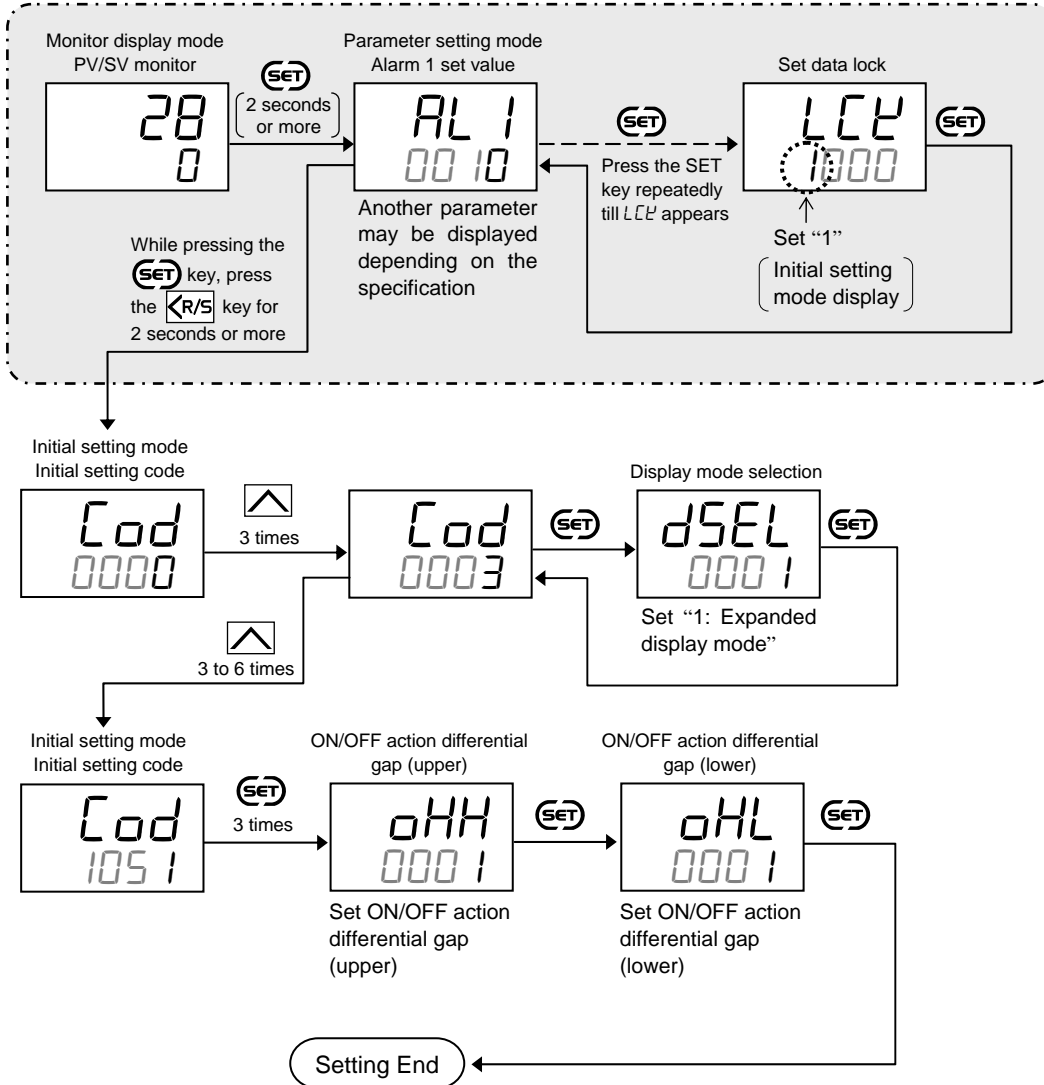 Monitor display mode
PV/SV monitor
28
0
SET
2 seconds
or more
Parameter setting mode
Alarm 1 set value
AL1
0010
Another parameter
may be displayed
depending on the
specification
SET
Press the SET
key repeatedly
till LCK appears
Set data lock
LCK
1000
Set “1”
Initial setting
mode display
SET
While pressing the
SET key, press
the <R/S key for
2 seconds or more
Initial setting mode
Initial setting code
Cod
0000
3 times
Cod
0003
SET
Display mode selection
dSEL
0001
Set “1: Expanded
display mode”
SET
3 to 6 times
Initial setting mode
Initial setting code
Cod
1051
SET
3 times
ON/OFF action differential
gap (upper)
oHH
0001
Set ON/OFF action
differential gap
(upper)
SET
ON/OFF action differential
gap (lower)
oHL
0001
Set ON/OFF action
differential gap
(lower)
SET
Setting End